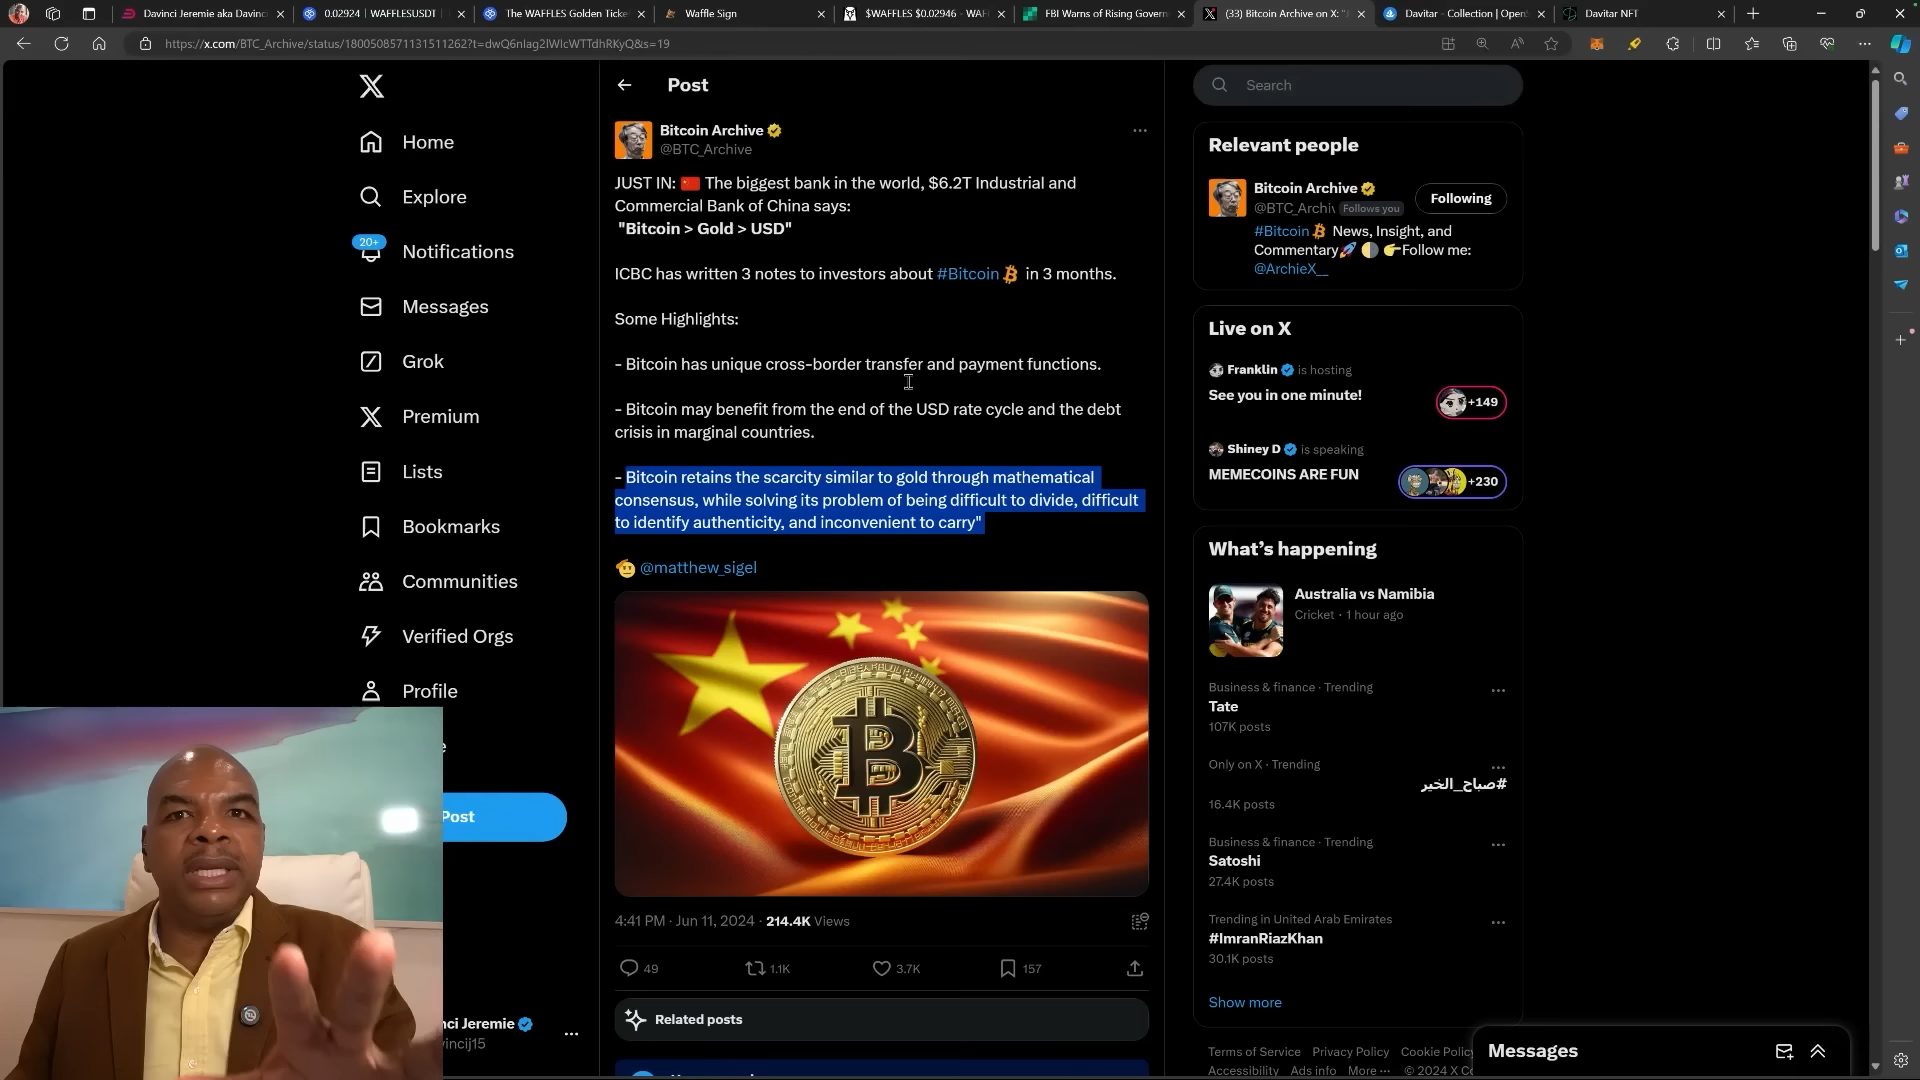 Davinci Jeremie aka Davinci
0.02924 | WAFFLESUSDT |
The WAFFLES Golden Ticke
Waffle Sign
$WAFFLES $0.02946 - WAF
FBI Warns of Rising Govern
(33) Bitcoin Archive on X: "J
Davitar - Collection | Open
Davitar NFT
https://x.com/BTC_Archive/status/1800508571131511262?t=dwQ6nlag2lWlcWTTdhRKyQ&s=19
Home
Explore
20+
Notifications
Messages
Grok
Premium
Lists
Bookmarks
Communities
Verified Orgs
Profile
Post
nci Jeremie
vincij15
Post
Bitcoin Archive
@BTC_Archive
JUST IN: 🇨🇳 The biggest bank in the world, $6.2T Industrial and
Commercial Bank of China says:
"Bitcoin > Gold > USD"
ICBC has written 3 notes to investors about #Bitcoin in 3 months.
Some Highlights:
- Bitcoin has unique cross-border transfer and payment functions.
- Bitcoin may benefit from the end of the USD rate cycle and the debt
crisis in marginal countries.
- Bitcoin retains the scarcity similar to gold through mathematical
consensus, while solving its problem of being difficult to divide, difficult
to identify authenticity, and inconvenient to carry"
🫡 @matthew_sigel
4:41 PM · Jun 11, 2024 · 214.4K Views
49 1.1K 3.7K 157
Related posts
Search
Relevant people
Bitcoin Archive
@BTC_Archiv Follows you
Following
#Bitcoin News, Insight, and
Commentary🚀 🌗 👉Follow me:
@ArchieX__
Live on X
Franklin is hosting
See you in one minute!
+149
Shiney D is speaking
MEMECOINS ARE FUN
+230
What's happening
Australia vs Namibia
Cricket · 1 hour ago
Business & finance · Trending
Tate
107K posts
Only on X · Trending
#صباح_الخير
16.4K posts
Business & finance · Trending
Satoshi
27.4K posts
Trending in United Arab Emirates
#ImranRiazKhan
30.1K posts
Show more
Terms of Service Privacy Policy Cookie Policy
Accessibility Ads info More ··· © 2024 X Co
Messages